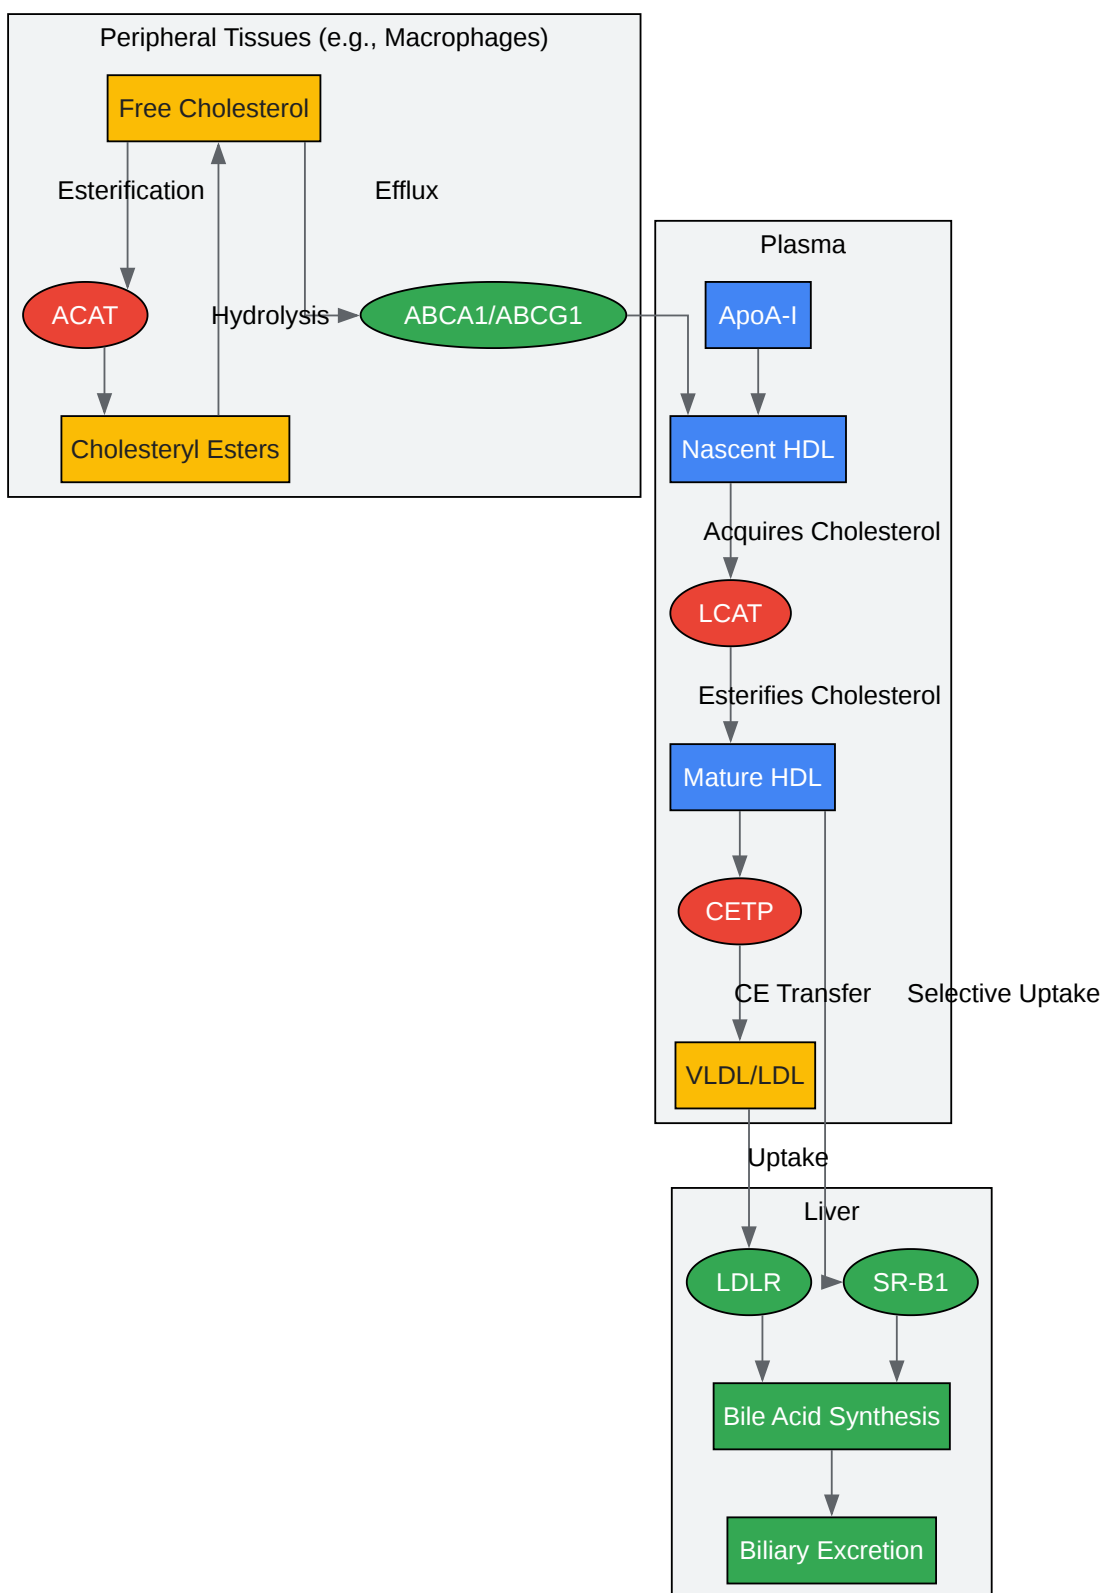 Peripheral Tissues (e.g., Macrophages)
Free Cholesterol
Esterification
Efflux
ACAT
Hydrolysis
ABCA1/ABCG1
Cholesteryl Esters
Plasma
ApoA-I
Nascent HDL
Acquires Cholesterol
LCAT
Esterifies Cholesterol
Mature HDL
CETP
CE Transfer
Selective Uptake
VLDL/LDL
Uptake
Liver
LDLR
SR-B1
Bile Acid Synthesis
Biliary Excretion